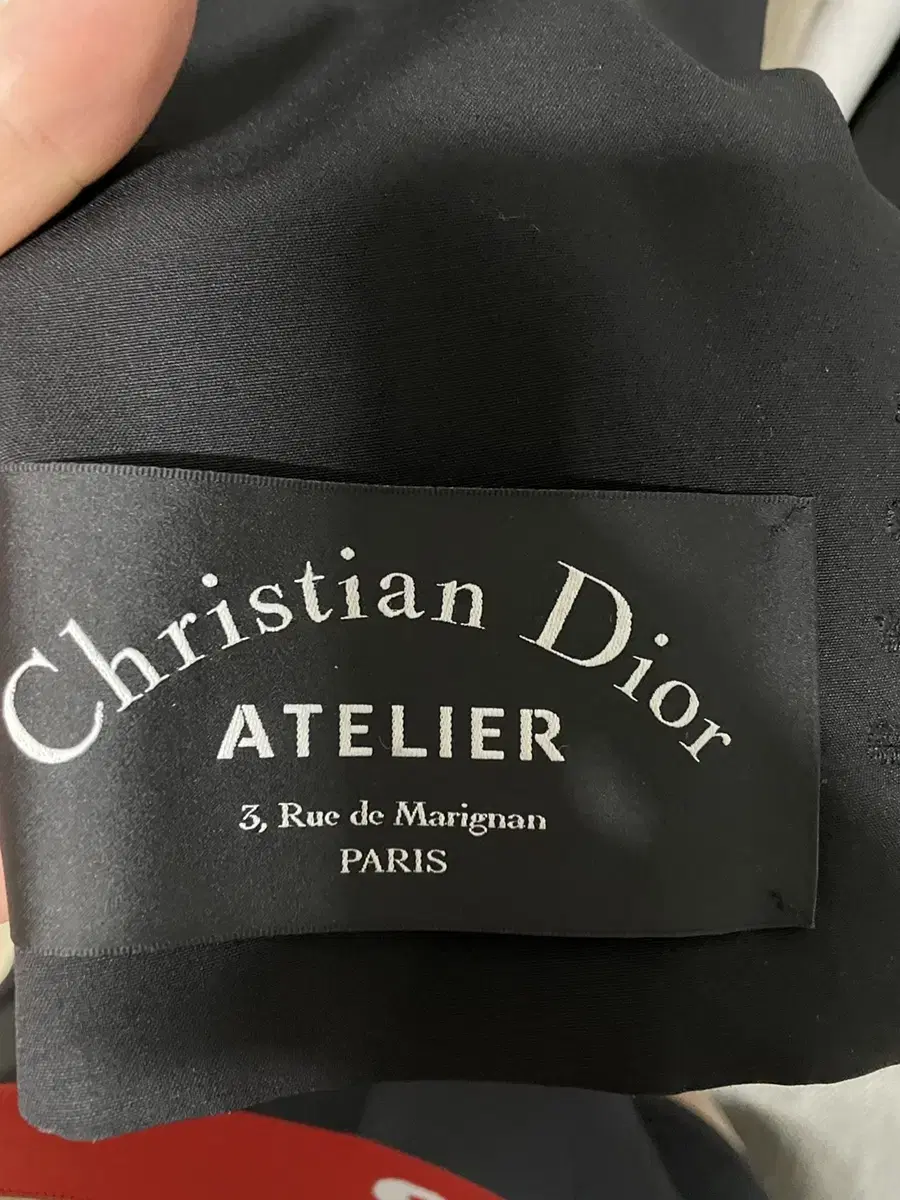 Christian Dior
ATELIER
3, Rue de Marignan
PARIS